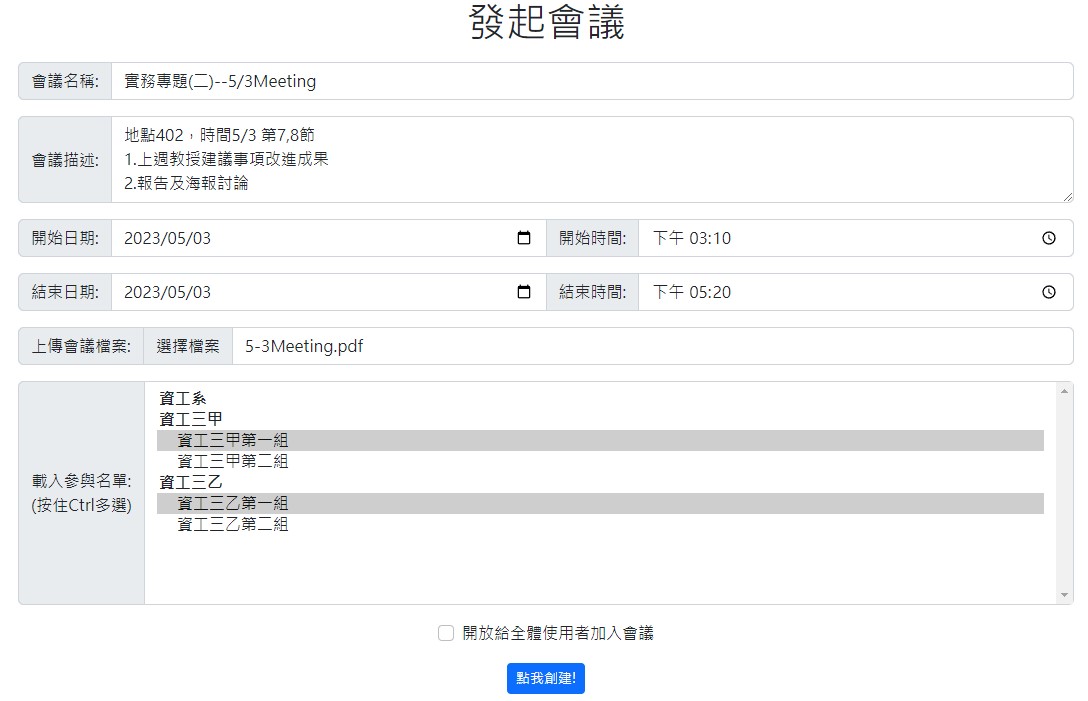 發起會議
會議名稱: 實務專題(二)--5/3Meeting
會議描述: 地點402，時間5/3 第7,8節
1.上週教授建議事項改進成果
2.報告及海報討論
開始日期: 2023/05/03 開始時間: 下午 03:10
結束日期: 2023/05/03 結束時間: 下午 05:20
上傳會議檔案: 選擇檔案 5-3Meeting.pdf
載入參與名單:
(按住Ctrl多選)
資工系
資工三甲
資工三甲第一組
資工三甲第二組
資工三乙
資工三乙第一組
資工三乙第二組
開放給全體使用者加入會議
點我創建!